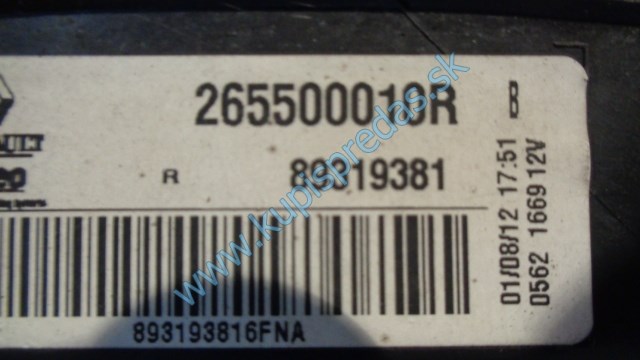 265500019R B
R 89319381
893193816FNA
01/08/12 17:51
0562 1669 12V
www.kupispredas.sk